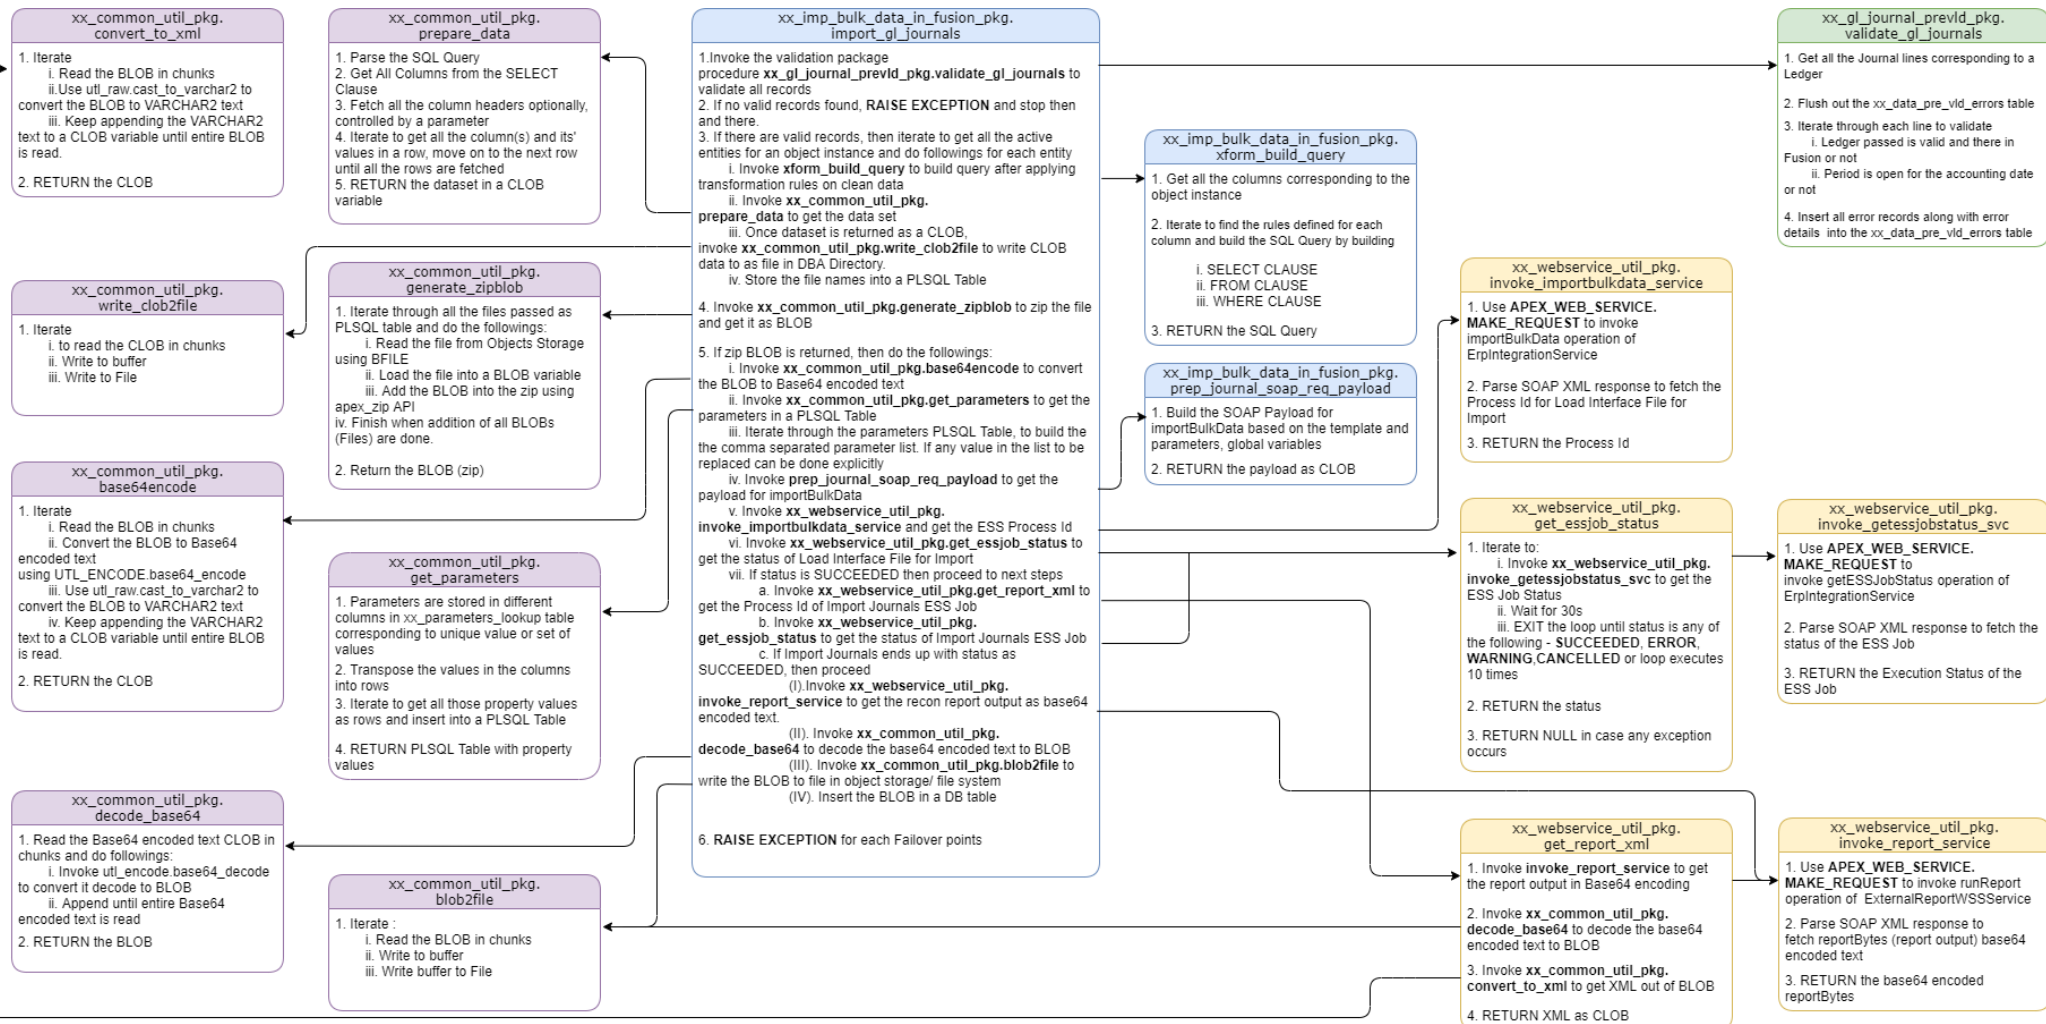 xx_common_util_pkg.
convert_to_xml
1. Iterate
i. Read the BLOB in chunks
ii.Use utl_raw.cast_to_varchar2 to
convert the BLOB to VARCHAR2 text
iii. Keep appending the VARCHAR2
text to a CLOB variable until entire BLOB
is read.
2. RETURN the CLOB
xx_common_util_pkg.
write_clob2file
1. Iterate
i. to read the CLOB in chunks
ii. Write to buffer
iii. Write to File
xx_common_util_pkg.
base64encode
1. Iterate
i. Read the BLOB in chunks
ii. Convert the BLOB to Base64
encoded text
using UTL_ENCODE.base64_encode
iii. Use utl_raw.cast_to_varchar2 to
convert the BLOB to VARCHAR2 text
iv. Keep appending the VARCHAR2
text to a CLOB variable until entire BLOB
is read.
2. RETURN the CLOB
xx_common_util_pkg.
decode_base64
1. Read the Base64 encoded text CLOB in
chunks and do followings:
i. Invoke utl_encode.base64_decode
to convert it decode to BLOB
ii. Append until entire Base64
encoded text is read
2. RETURN the BLOB
xx_common_util_pkg.
prepare_data
1. Parse the SQL Query
2. Get All Columns from the SELECT
Clause
3. Fetch all the column headers optionally,
controlled by a parameter
4. Iterate to get all the column(s) and its'
values in a row, move on to the next row
until all the rows are fetched
5. RETURN the dataset in a CLOB
variable
xx_common_util_pkg.
generate_zipblob
1. Iterate through all the files passed as
PLSQL table and do the followings:
i. Read the file from Objects Storage
using BFILE
ii. Load the file into a BLOB variable
iii. Add the BLOB into the zip using
apex_zip API
iv. Finish when addition of all BLOBs
(Files) are done.
2. Return the BLOB (zip)
xx_common_util_pkg.
get_parameters
1. Parameters are stored in different
columns in xx_parameters_lookup table
corresponding to unique value or set of
values
2. Transpose the values in the columns
into rows
3. Iterate to get all those property values
as rows and insert into a PLSQL Table
4. RETURN PLSQL Table with property
values
xx_common_util_pkg.
blob2file
1. Iterate :
i. Read the BLOB in chunks
ii. Write to buffer
iii. Write buffer to File
xx_imp_bulk_data_in_fusion_pkg.
import_gl_journals
1.Invoke the validation package
procedure xx_gl_journal_prevld_pkg.validate_gl_journals to
validate all records
2. If no valid records found, RAISE EXCEPTION and stop then
and there.
3. If there are valid records, then iterate to get all the active
entities for an object instance and do followings for each entity
i. Invoke xform_build_query to build query after applying
transformation rules on clean data
ii. Invoke xx_common_util_pkg.
prepare_data to get the data set
iii. Once dataset is returned as a CLOB,
invoke xx_common_util_pkg.write_clob2file to write CLOB
data to as file in DBA Directory.
iv. Store the file names into a PLSQL Table
4. Invoke xx_common_util_pkg.generate_zipblob to zip the file
and get it as BLOB
5. If zip BLOB is returned, then do the followings:
i. Invoke xx_common_util_pkg.base64encode to convert
the BLOB to Base64 encoded text
ii. Invoke xx_common_util_pkg.get_parameters to get the
parameters in a PLSQL Table
iii. Iterate through the parameters PLSQL Table, to build the
the comma separated parameter list. If any value in the list to be
replaced can be done explicitly
iv. Invoke prep_journal_soap_req_payload to get the
payload for importBulkData
v. Invoke xx_webservice_util_pkg.
invoke_importbulkdata_service and get the ESS Process Id
vi. Invoke xx_webservice_util_pkg.get_essjob_status to
get the status of Load Interface File for Import
vii. If status is SUCCEEDED then proceed to next steps
a. Invoke xx_webservice_util_pkg.get_report_xml to
get the Process Id of Import Journals ESS Job
b. Invoke xx_webservice_util_pkg.
get_essjob_status to get the status of Import Journals ESS Job
c. If Import Journals ends up with status as
SUCCEEDED, then proceed
(I).Invoke xx_webservice_util_pkg.
invoke_report_service to get the recon report output as base64
encoded text.
(II). Invoke xx_common_util_pkg.
decode_base64 to decode the base64 encoded text to BLOB
(III). Invoke xx_common_util_pkg.blob2file to
write the BLOB to file in object storage/ file system
(IV). Insert the BLOB in a DB table
6. RAISE EXCEPTION for each Failover points
xx_imp_bulk_data_in_fusion_pkg.
xform_build_query
1. Get all the columns corresponding to the
object instance
2. Iterate to find the rules defined for each
column and build the SQL Query by building
i. SELECT CLAUSE
ii. FROM CLAUSE
iii. WHERE CLAUSE
3. RETURN the SQL Query
xx_imp_bulk_data_in_fusion_pkg.
prep_journal_soap_req_payload
1. Build the SOAP Payload for
importBulkData based on the template and
parameters, global variables
2. RETURN the payload as CLOB
xx_webservice_util_pkg.
invoke_importbulkdata_service
1. Use APEX_WEB_SERVICE.
MAKE_REQUEST to invoke
importBulkData operation of
ErpIntegrationService
2. Parse SOAP XML response to fetch the
Process Id for Load Interface File for
Import
3. RETURN the Process Id
xx_webservice_util_pkg.
get_essjob_status
1. Iterate to:
i. Invoke xx_webservice_util_pkg.
invoke_getessjobstatus_svc to get the
ESS Job Status
ii. Wait for 30s
iii. EXIT the loop until status is any of
the following - SUCCEEDED, ERROR,
WARNING,CANCELLED or loop executes
10 times
2. RETURN the status
3. RETURN NULL in case any exception
occurs
xx_webservice_util_pkg.
get_report_xml
1. Invoke invoke_report_service to get
the report output in Base64 encoding
2. Invoke xx_common_util_pkg.
decode_base64 to decode the base64
encoded text to BLOB
3. Invoke xx_common_util_pkg.
convert_to_xml to get XML out of BLOB
4. RETURN XML as CLOB
xx_gl_journal_prevld_pkg.
validate_gl_journals
1. Get all the Journal lines corresponding to a
Ledger
2. Flush out the xx_data_pre_vld_errors table
3. Iterate through each line to validate
i. Ledger passed is valid and there in
Fusion or not
ii. Period is open for the accounting date
or not
4. Insert all error records along with error
details into the xx_data_pre_vld_errors table
xx_webservice_util_pkg.
invoke_getessjobstatus_svc
1. Use APEX_WEB_SERVICE.
MAKE_REQUEST to
invoke getESSJobStatus operation of
ErpIntegrationService
2. Parse SOAP XML response to fetch the
status of the ESS Job
3. RETURN the Execution Status of the
ESS Job
xx_webservice_util_pkg.
invoke_report_service
1. Use APEX_WEB_SERVICE.
MAKE_REQUEST to invoke runReport
operation of ExternalReportWSSService
2. Parse SOAP XML response to
fetch reportBytes (report output) base64
encoded text
3. RETURN the base64 encoded
reportBytes